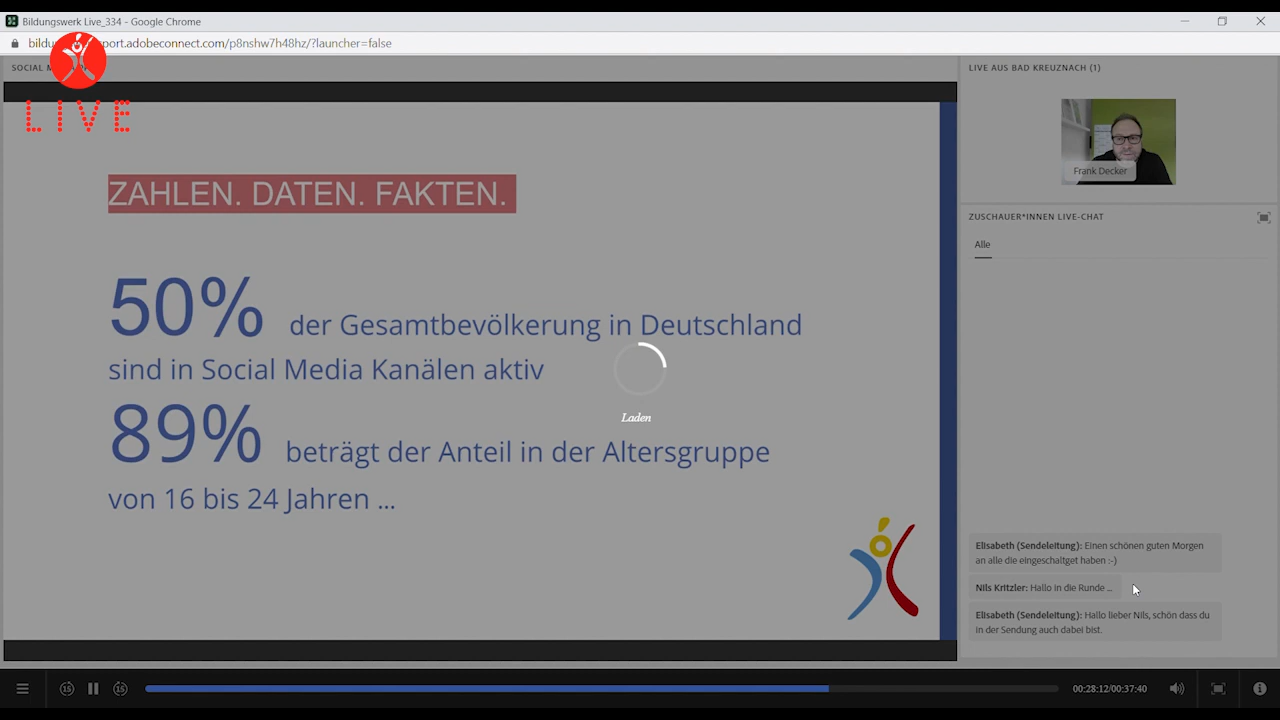 Bildungswerk Live_334 - Google Chrome
port.adobeconnect.com/p8nshw7h48hz/?launcher=false
LIVE
SOCIAL
ZAHLEN. DATEN. FAKTEN.
50% der Gesamtbevölkerung in Deutschland
sind in Social Media Kanälen aktiv
89% beträgt der Anteil in der Altersgruppe
von 16 bis 24 Jahren ...
Laden
LIVE AUS BAD KREUZNACH (1)
Frank Decker
ZUSCHAUER*INNEN LIVE-CHAT
Alle
Elisabeth (Sendeleitung): Einen schönen guten Morgen
an alle die eingeschaltget haben :-)
Nils Kritzler: Hallo in die Runde ...
Elisabeth (Sendeleitung): Hallo lieber Nils, schön dass du
in der Sendung auch dabei bist.
15
15
00:28:12/00:37:40